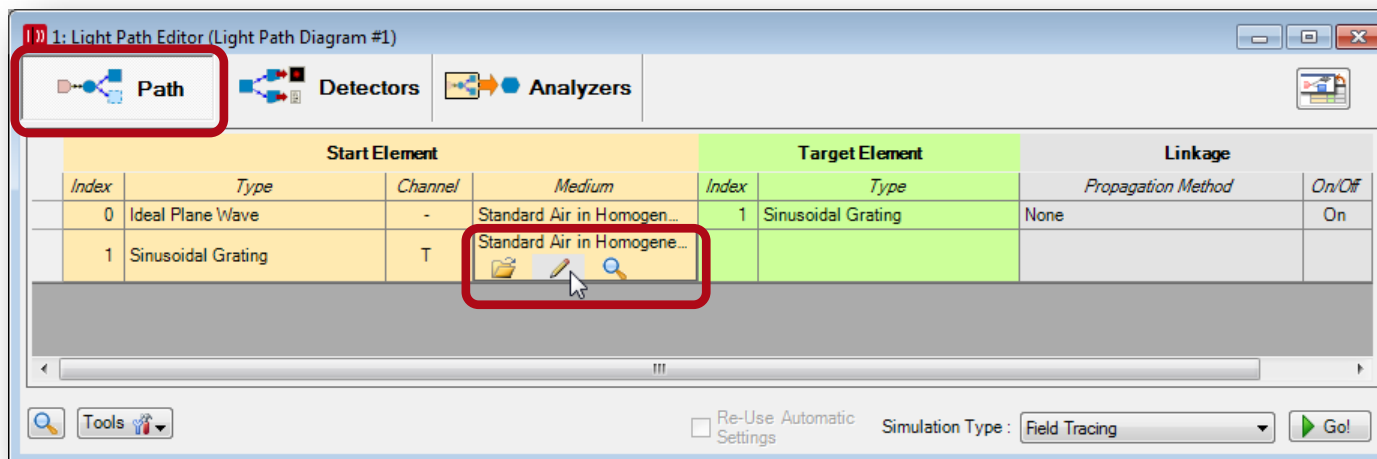 1: Light Path Editor (Light Path Diagram #1)
Path Detectors Analyzers
Start Element Target Element Linkage
Index Type Channel Medium Index Type Propagation Method On/Off
0 Ideal Plane Wave - Standard Air in Homogen... 1 Sinusoidal Grating None On
1 Sinusoidal Grating T Standard Air in Homogene...
Tools Re-Use Automatic Settings Simulation Type : Field Tracing Go!